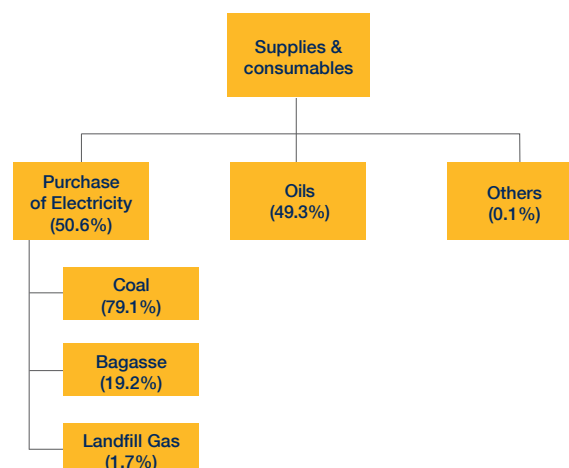 Supplies &
consumables
Purchase
of Electricity
(50.6%)
Oils
(49.3%)
Others
(0.1%)
Coal
(79.1%)
Bagasse
(19.2%)
Landfill Gas
(1.7%)